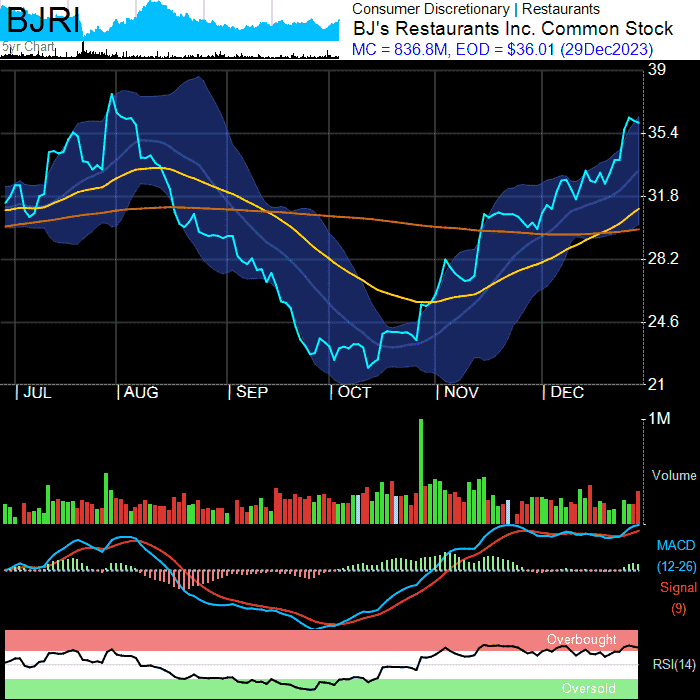 BJRI
5yr Chart
Consumer Discretionary | Restaurants
BJ's Restaurants Inc. Common Stock
MC = 836.8M, EOD = $36.01 (29Dec2023)
39
35.4
31.8
28.2
24.6
21
| JUL | AUG | SEP | OCT | NOV | DEC
1M
Volume
MACD
(12-26)
Signal
(9)
Overbought
RSI(14)
Oversold